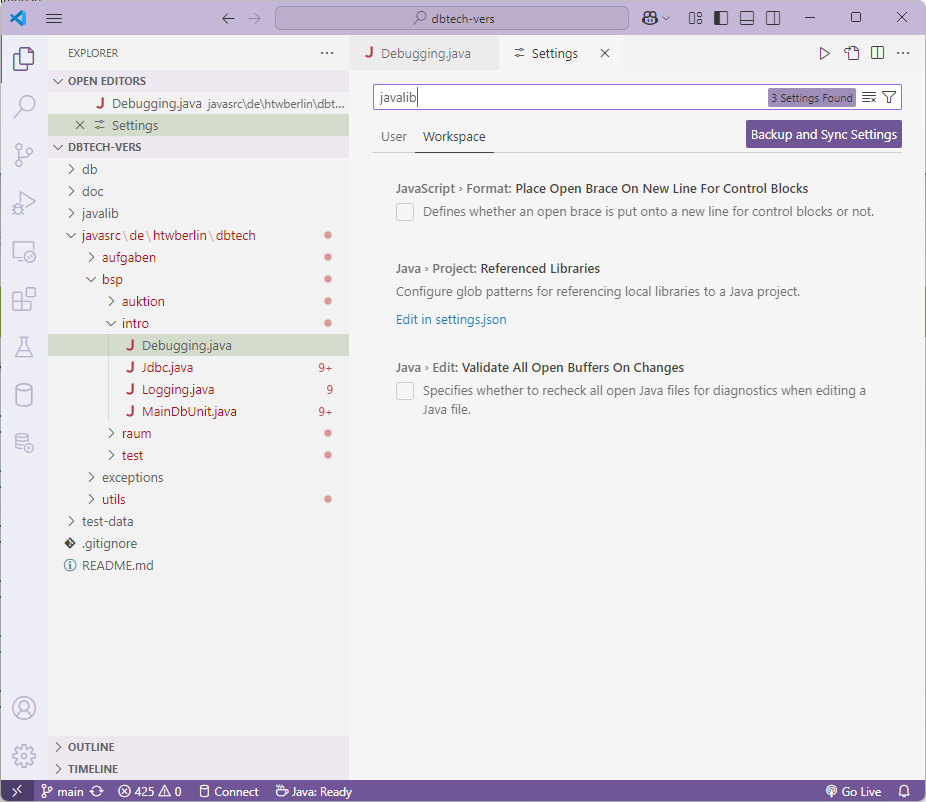 dbtech-vers
EXPLORER
OPEN EDITORS
Debugging.java javasrc\de\htwberlin\dbt...
Settings
DBTECH-VERS
db
doc
javalib
javasrc\de\htwberlin\dbtech
aufgaben
bsp
auktion
intro
Debugging.java
Jdbc.java 9+
Logging.java 9
MainDbUnit.java 9+
raum
test
exceptions
utils
test-data
.gitignore
README.md
OUTLINE
TIMELINE
Debugging.java Settings
javalib 3 Settings Found
User Workspace Backup and Sync Settings
JavaScript › Format: Place Open Brace On New Line For Control Blocks
Defines whether an open brace is put onto a new line for control blocks or not.
Java › Project: Referenced Libraries
Configure glob patterns for referencing local libraries to a Java project.
Edit in settings.json
Java › Edit: Validate All Open Buffers On Changes
Specifies whether to recheck all open Java files for diagnostics when editing a
Java file.
main 425 0 Connect Java: Ready Go Live